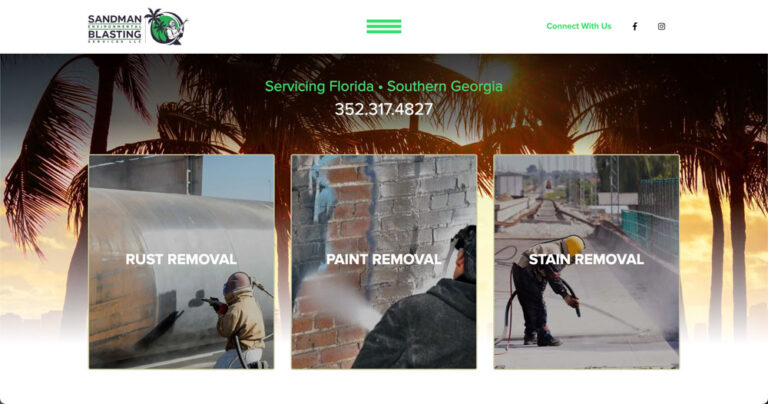 SANDMAN
ENVIRONMENTAL
BLASTING
SERVICES LLC
Connect With Us
Servicing Florida • Southern Georgia
352.317.4827
RUST REMOVAL
PAINT REMOVAL
STAIN REMOVAL